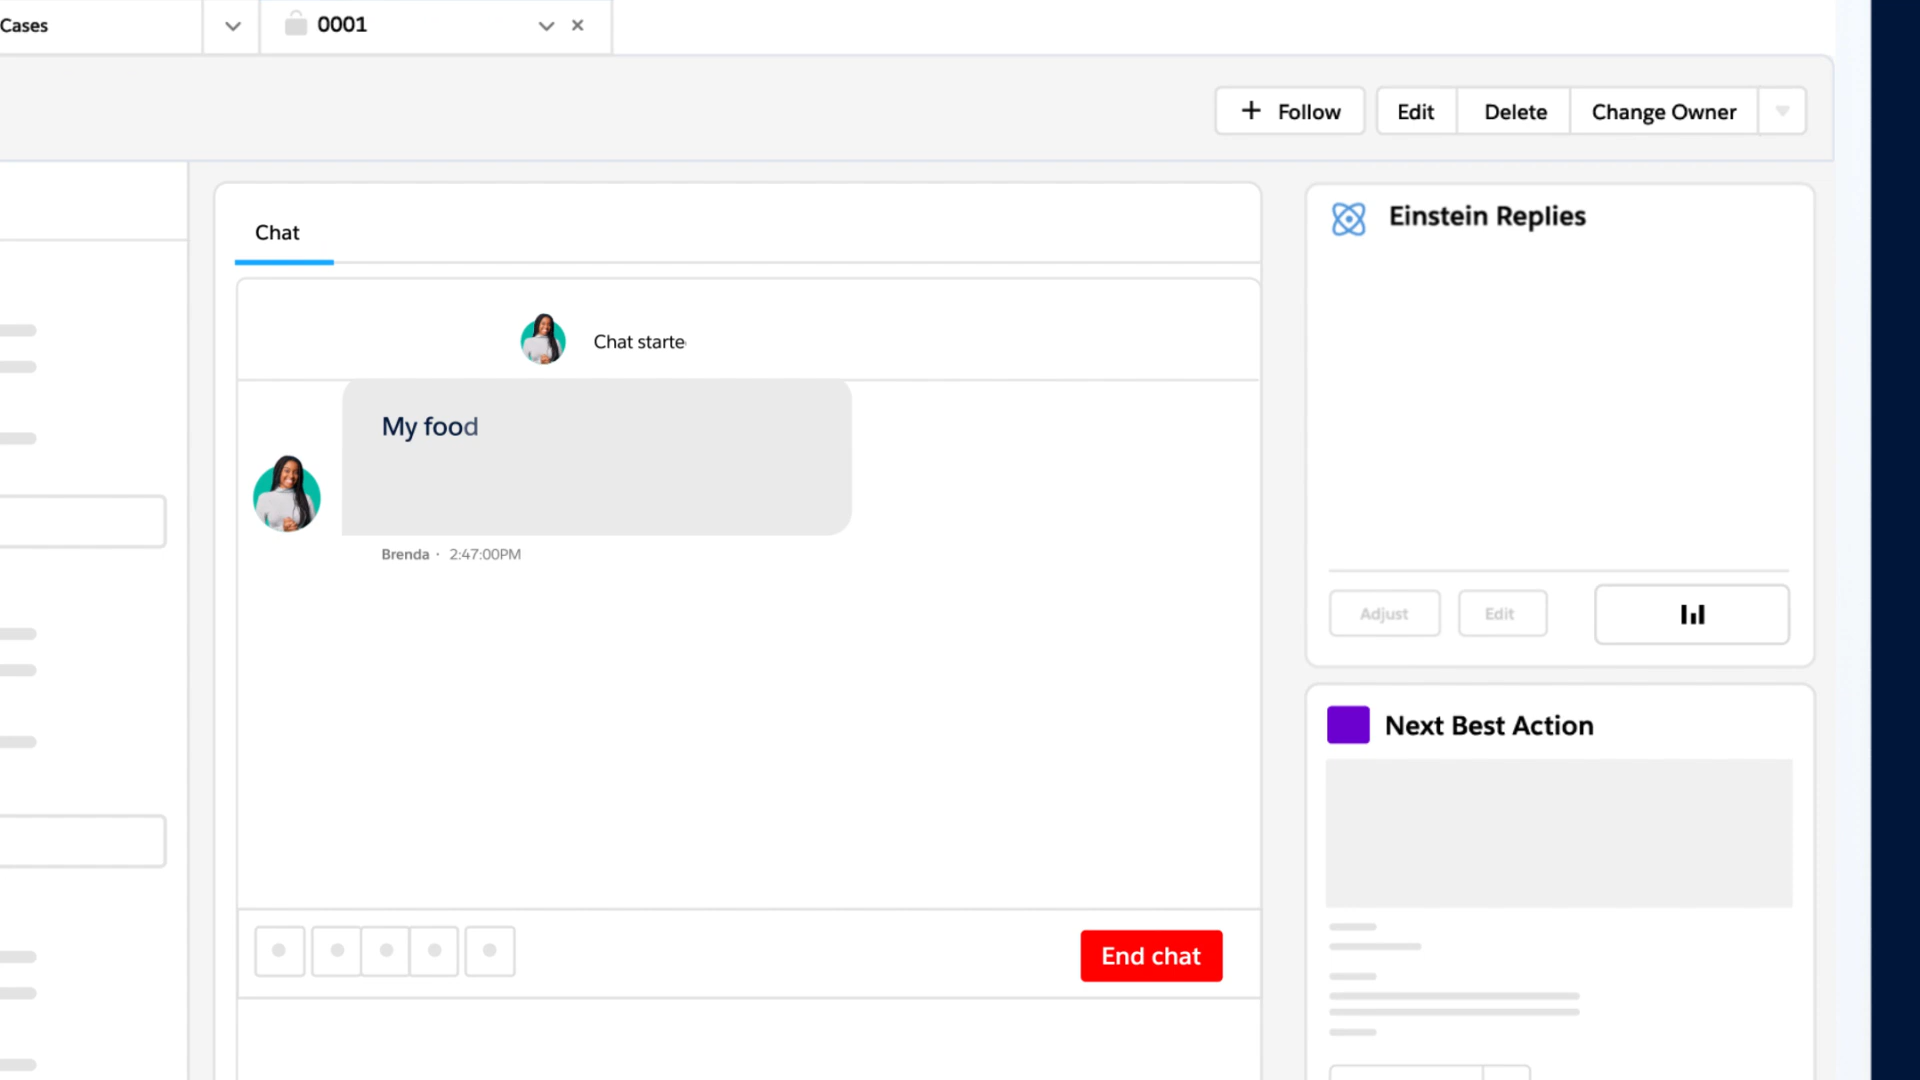 Cases
0001
Follow
Edit
Delete
Change Owner
Chat
Chat starte
My food
Brenda · 2:47:00PM
End chat
Einstein Replies
Adjust
Edit
Next Best Action